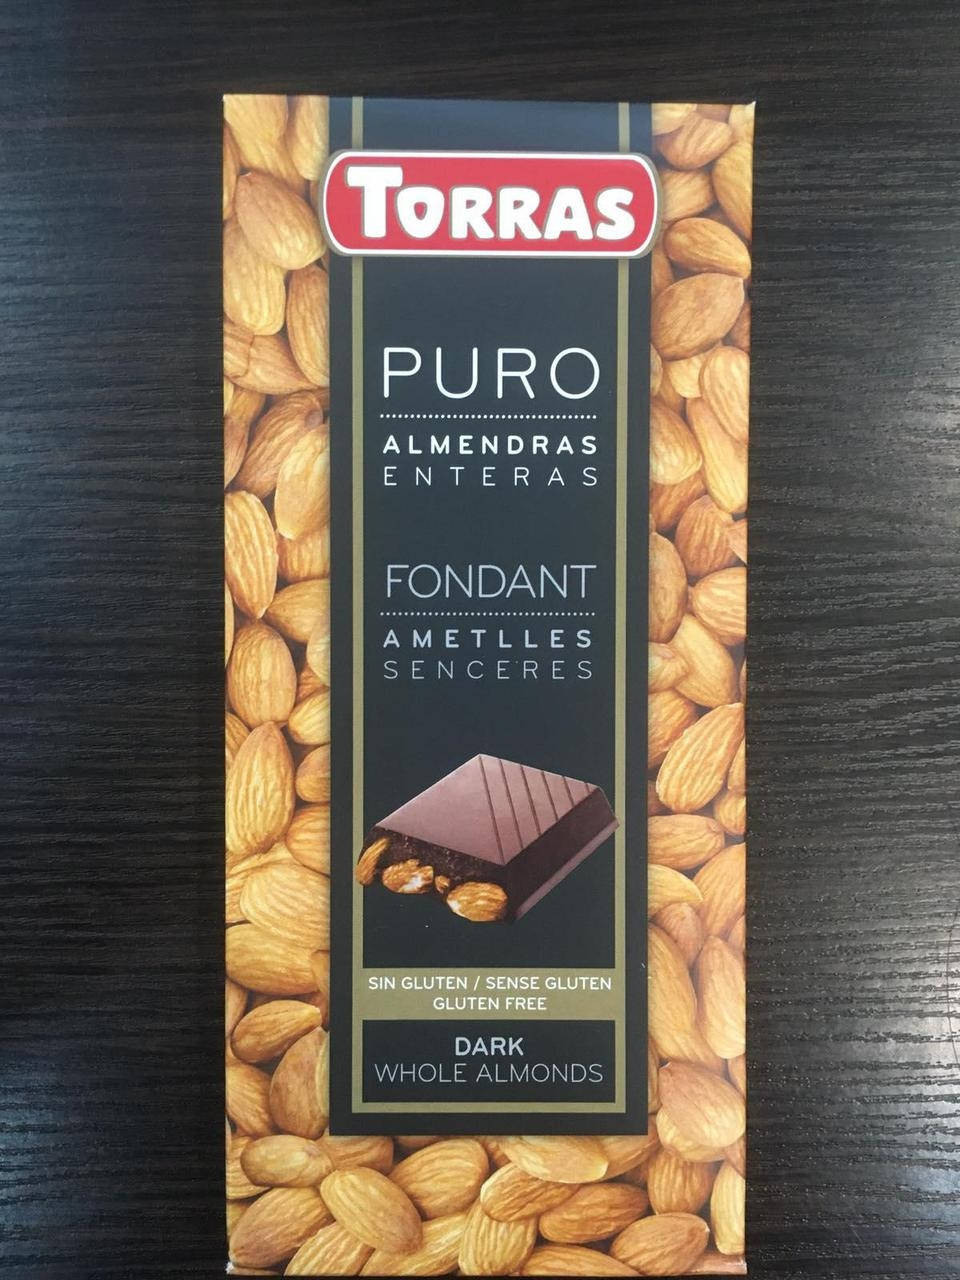 TORRAS
PURO
ALMENDRAS
ENTERAS
FONDANT
AMETLLES
SENCERES
SIN GLUTEN / SENSE GLUTEN
GLUTEN FREE
DARK
WHOLE ALMONDS